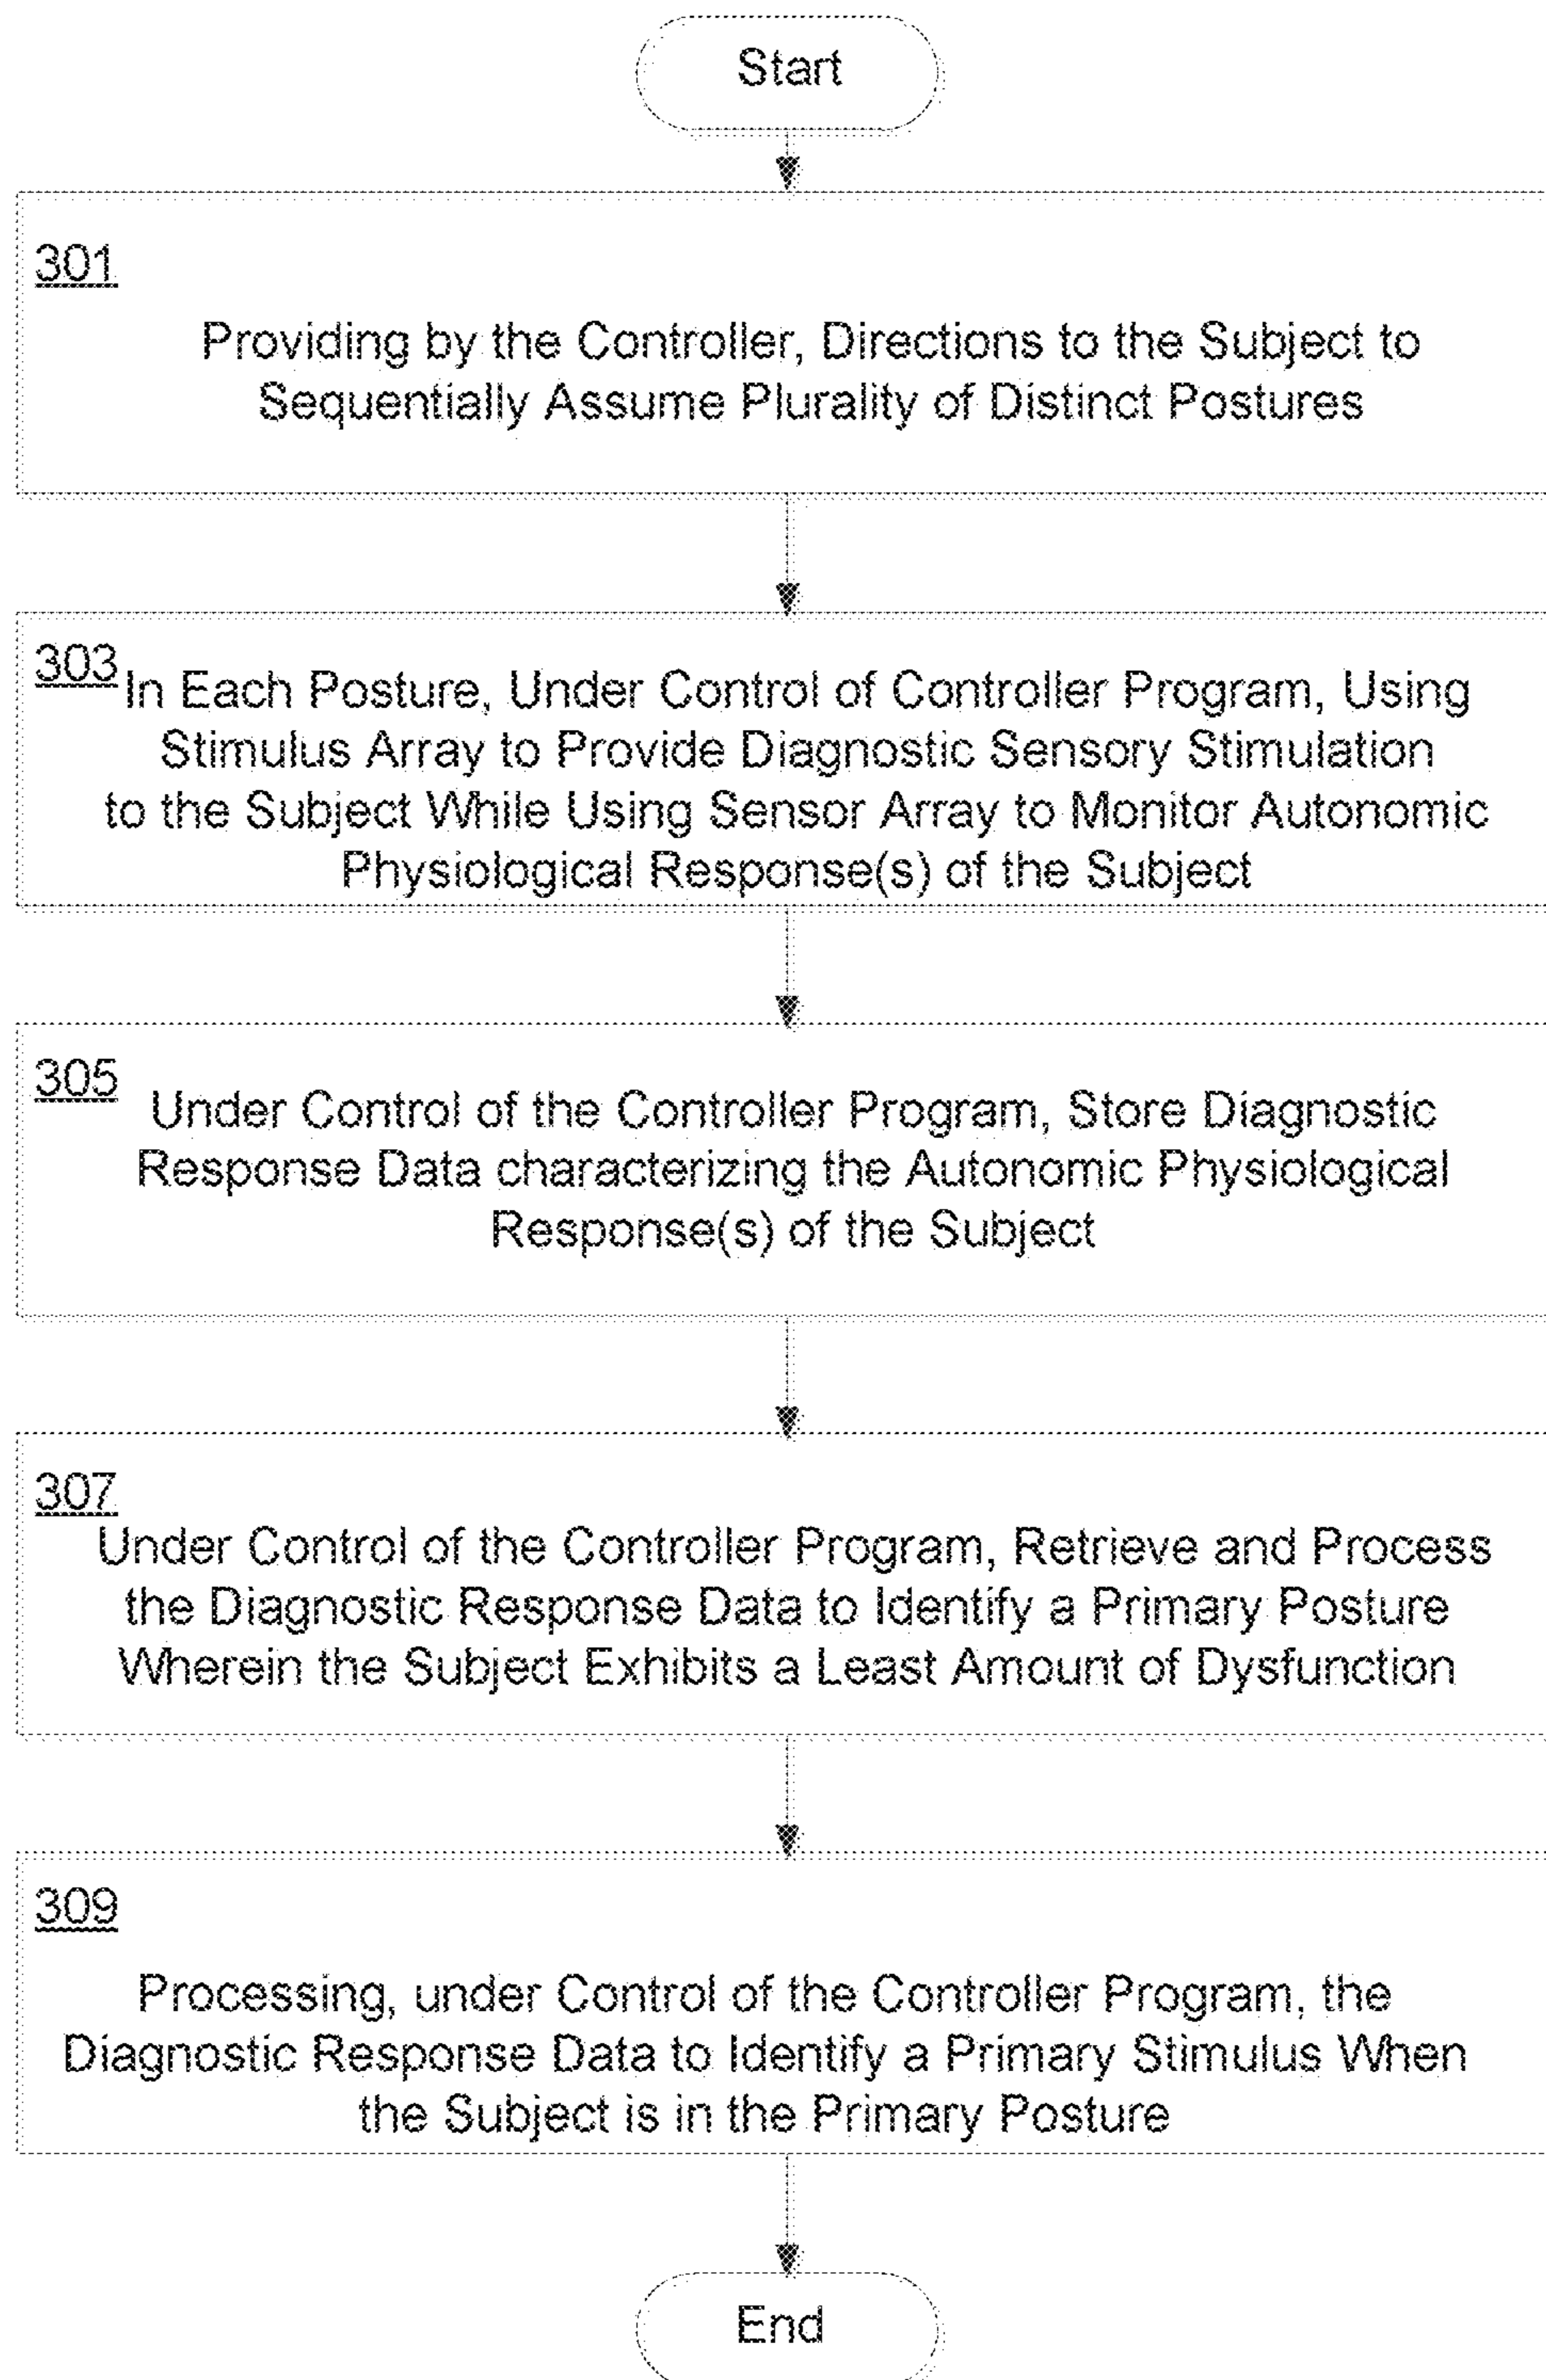 Start
301
Providing by the Controller, Directions to the Subject to
Sequentially Assume Plurality of Distinct Postures
303
In Each Posture, Under Control of Controller Program, Using
Stimulus Array to Provide Diagnostic Sensory Stimulation
to the Subject While Using Sensor Array to Monitor Autonomic
Physiological Response(s) of the Subject
305
Under Control of the Controller Program, Store Diagnostic
Response Data characterizing the Autonomic Physiological
Response(s) of the Subject
307
Under Control of the Controller Program, Retrieve and Process
the Diagnostic Response Data to Identify a Primary Posture
Wherein the Subject Exhibits a Least Amount of Dysfunction
309
Processing, under Control of the Controller Program, the
Diagnostic Response Data to Identify a Primary Stimulus When
the Subject is in the Primary Posture
End